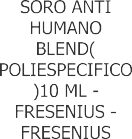 SORO ANTI
HUMANO
BLEND(
POLIESPECIFICO
)10 ML -
FRESENIUS -
FRESENIUS